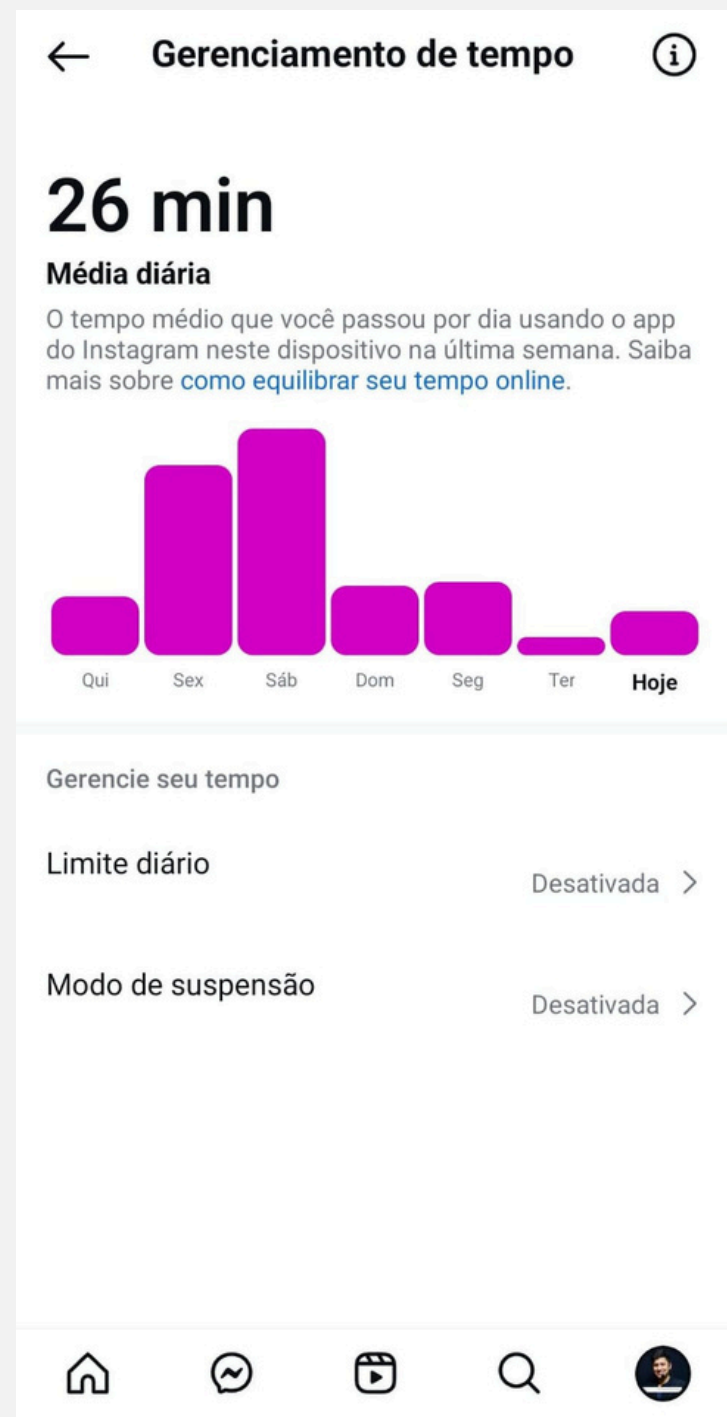 Gerenciamento de tempo
26 min
Média diária
O tempo médio que você passou por dia usando o app
do Instagram neste dispositivo na última semana. Saiba
mais sobre como equilibrar seu tempo online.
Qui Sex Sáb Dom Seg Ter Hoje
Gerencie seu tempo
Limite diário
Desativada
Modo de suspensão
Desativada